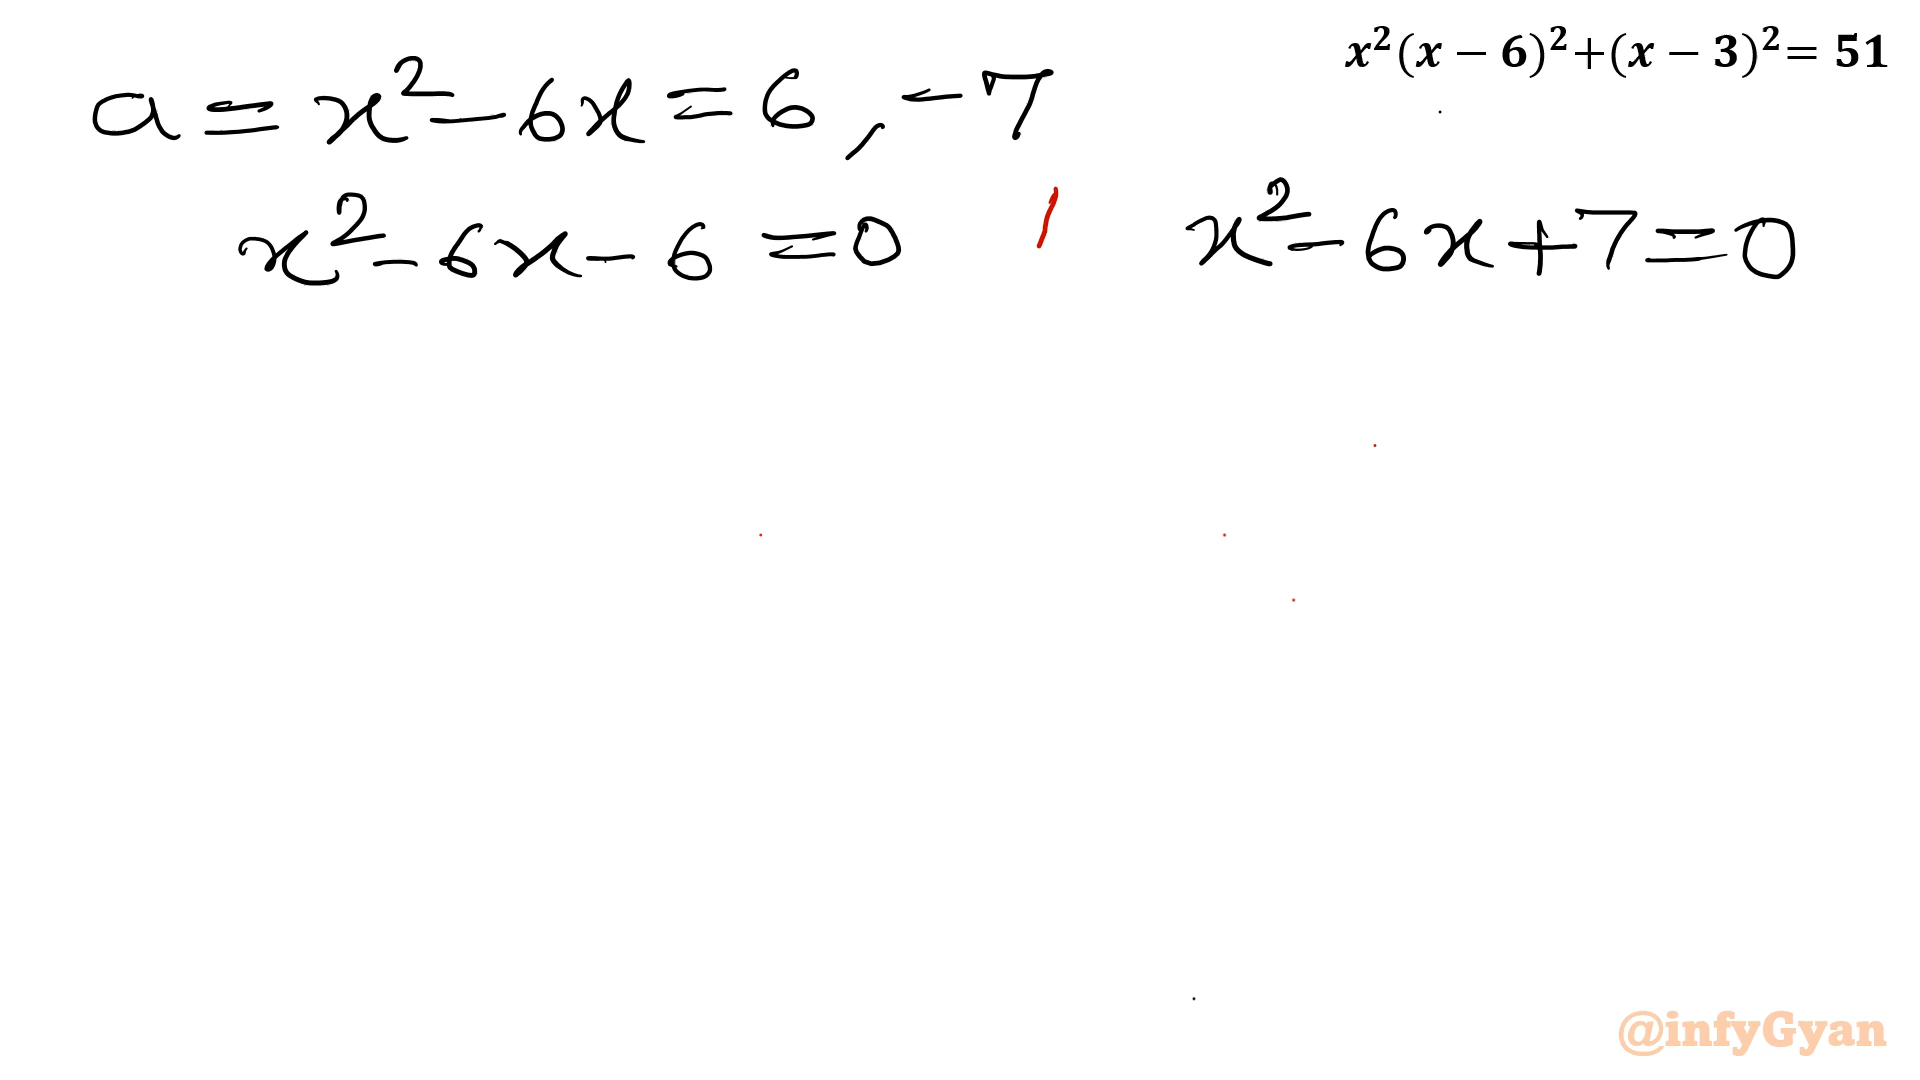 x²(x − 6)²+(x − 3)²= 51
a = x² − 6x = 6, −7
x² − 6x − 6 = 0 x² − 6x + 7 = 0
@infyGyan